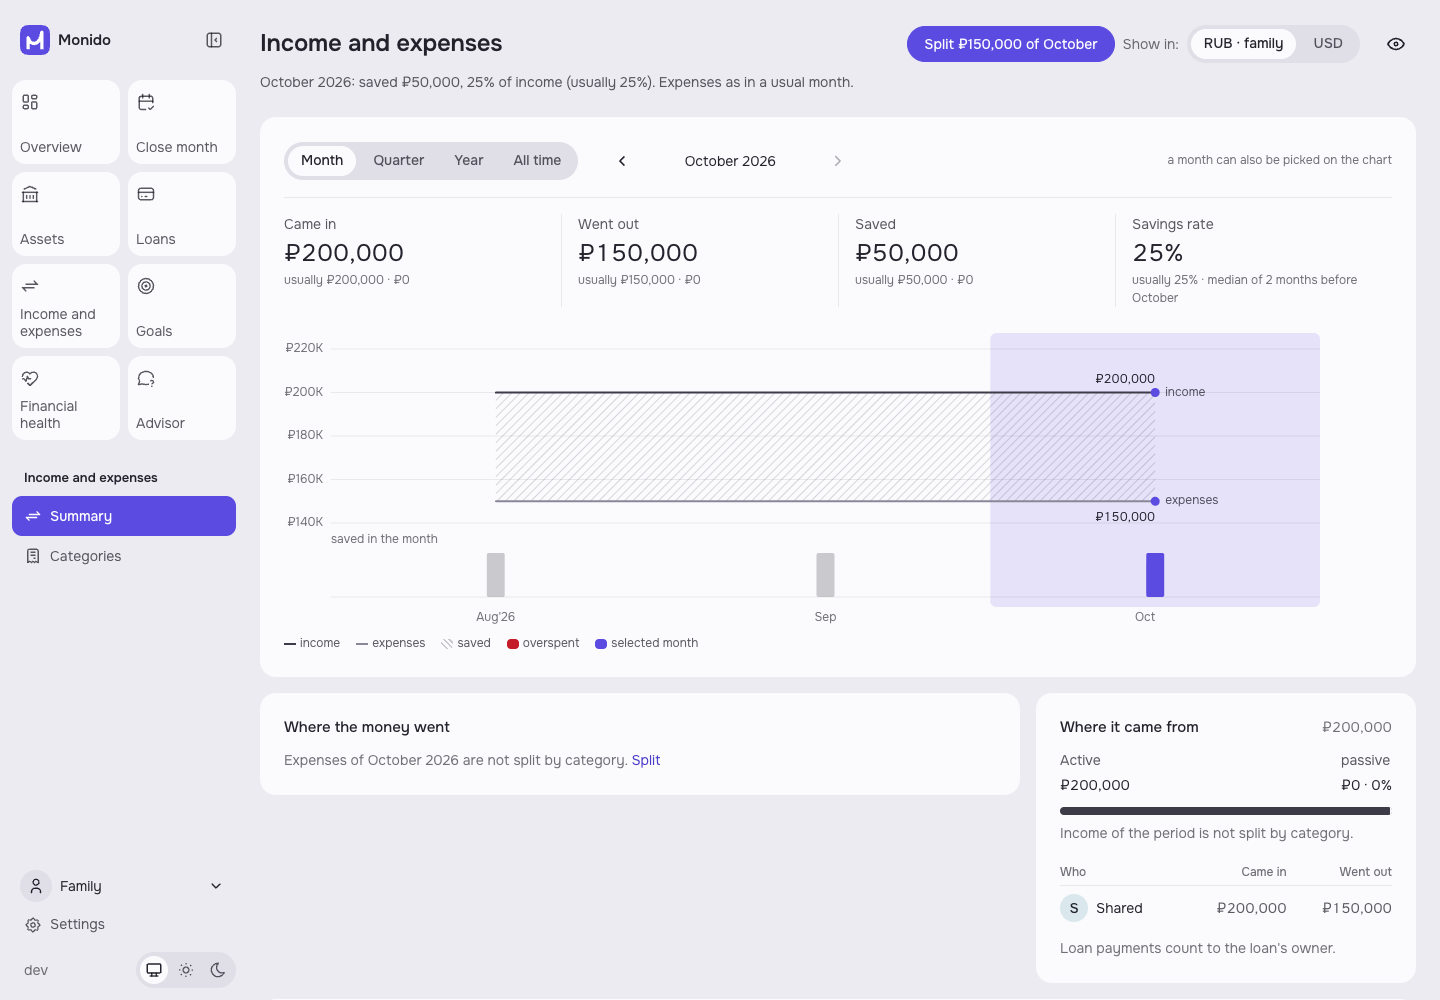 Monido
Overview
Close month
Assets
Loans
Income and
expenses
Goals
Financial
health
Advisor
Income and expenses
Summary
Categories
Family
Settings
dev
Income and expenses
Split ₽150,000 of October
Show in:
RUB · family
USD
October 2026: saved ₽50,000, 25% of income (usually 25%). Expenses as in a usual month.
Month
Quarter
Year
All time
October 2026
a month can also be picked on the chart
Came in
₽200,000
usually ₽200,000 · ₽0
Went out
₽150,000
usually ₽150,000 · ₽0
Saved
₽50,000
usually ₽50,000 · ₽0
Savings rate
25%
usually 25% · median of 2 months before
October
₽220K
₽200K
₽180K
₽160K
₽140K
₽200,000
income
expenses
₽150,000
saved in the month
Aug'26
Sep
Oct
income
expenses
saved
overspent
selected month
Where the money went
Expenses of October 2026 are not split by category. Split
Where it came from
₽200,000
Active
passive
₽200,000
₽0 · 0%
Income of the period is not split by category.
Who
Came in
Went out
S
Shared
₽200,000
₽150,000
Loan payments count to the loan's owner.